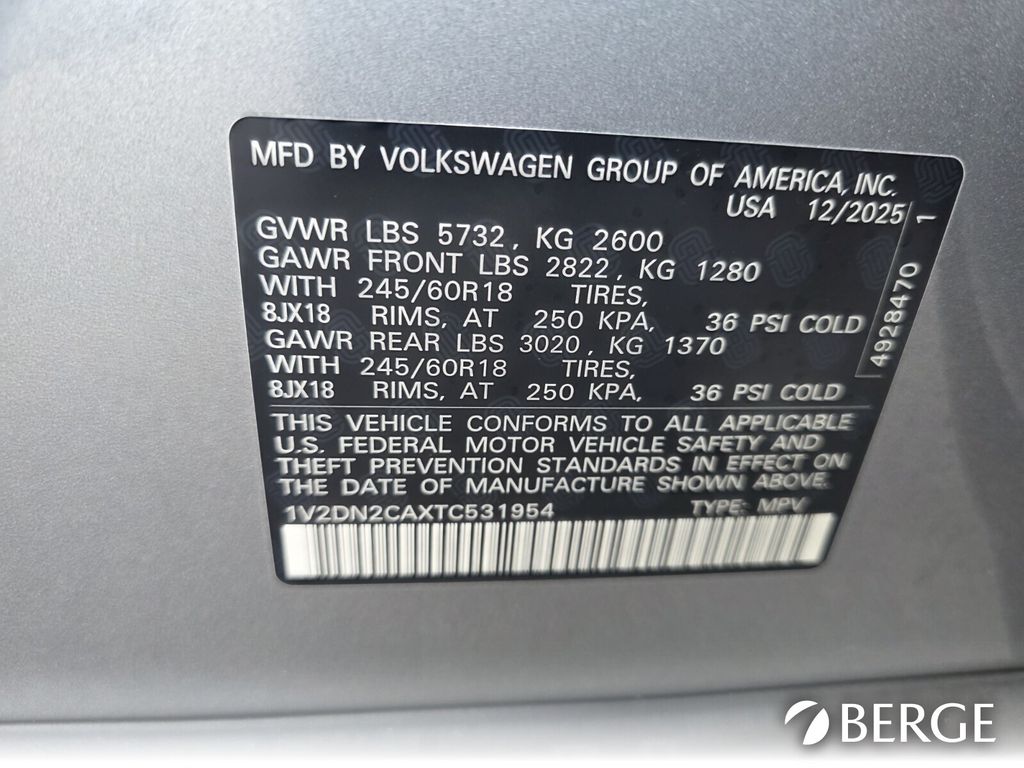 MFD BY VOLKSWAGEN GROUP OF AMERICA, INC.
USA 12/2025
GVWR LBS 5732, KG 2600
GAWR FRONT LBS 2822, KG 1280
WITH 245/60R18 TIRES,
8JX18 RIMS, AT 250 KPA, 36 PSI COLD
GAWR REAR LBS 3020, KG 1370
WITH 245/60R18 TIRES,
8JX18 RIMS, AT 250 KPA, 36 PSI COLD
4928470 1
THIS VEHICLE CONFORMS TO ALL APPLICABLE
U.S. FEDERAL MOTOR VEHICLE SAFETY AND
THEFT PREVENTION STANDARDS IN EFFECT ON
THE DATE OF MANUFACTURE SHOWN ABOVE.
1V2DN2CAXTC531954 TYPE: MPV
BERGE